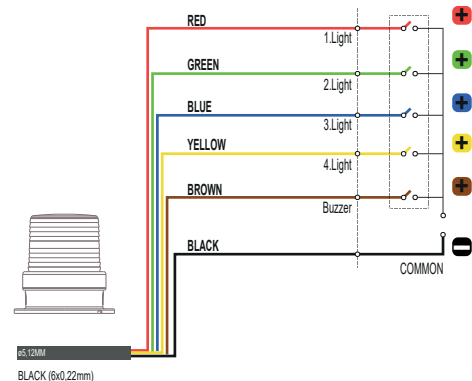 RED
1.Light
GREEN
2.Light
BLUE
3.Light
YELLOW
4.Light
BROWN
Buzzer
BLACK
COMMON
ø5,12MM
BLACK (6x0,22mm)